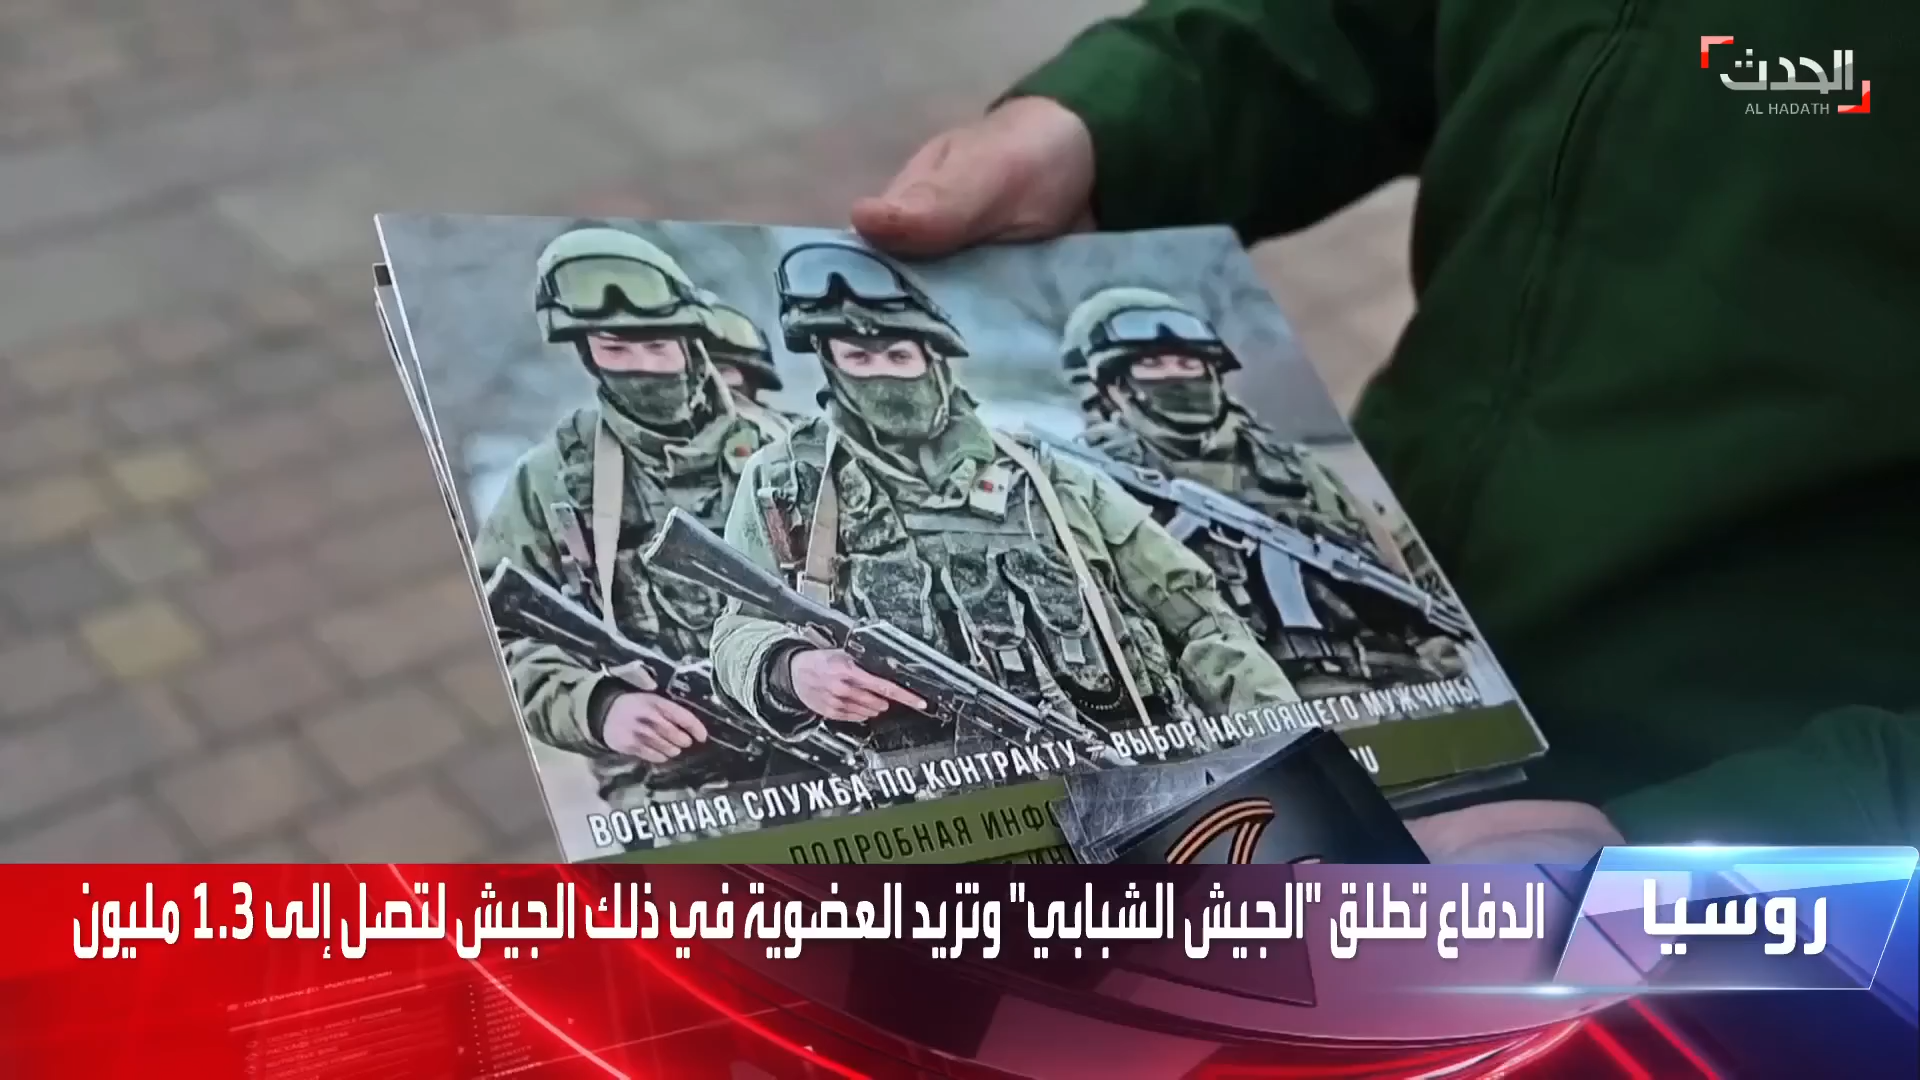 الحدث
AL HADATH
ВОЕННАЯ СЛУЖБА ПО КОНТРАКТУ – ВЫБОР НАСТОЯЩЕГО МУЖЧИНЫ
ПОДРОБНАЯ
RU
روسيا
الدفاع تطلق "الجيش الشبابي" وتزيد العضوية في ذلك الجيش لتصل إلى 1.3 مليون